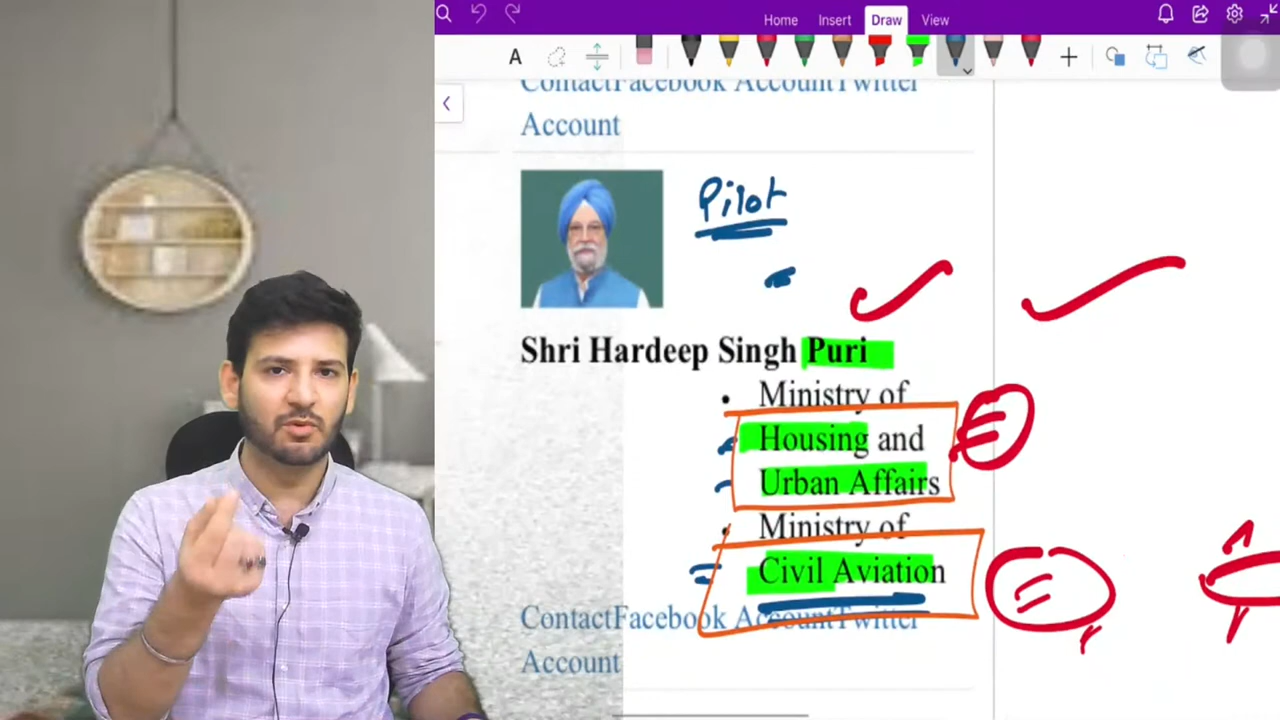 Home Insert Draw View
A
ContactFacebook AccountTwitter
Account
Pilot
Shri Hardeep Singh Puri
• Ministry of
Housing and
Urban Affairs
• Ministry of
Civil Aviation
ContactFacebook AccountTwitter
Account